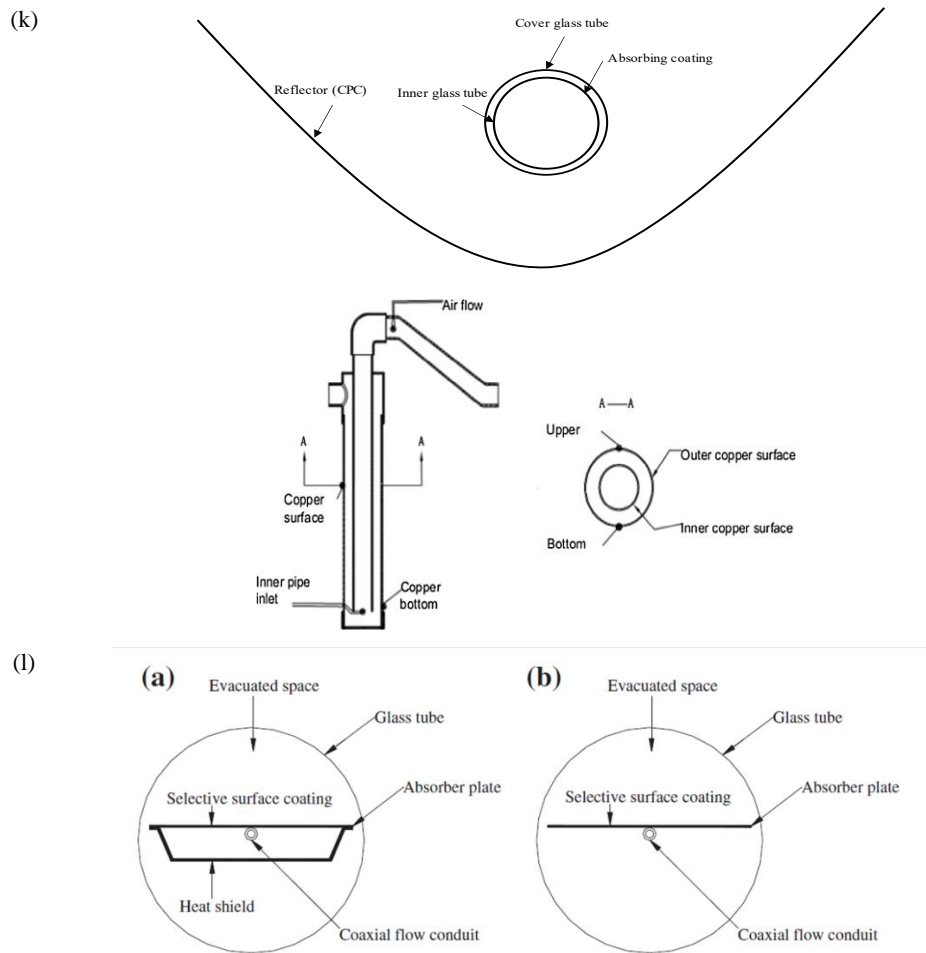 (k)
Cover glass tube
Absorbing coating
Inner glass tube
Reflector (CPC)
Air flow
A
A
Copper
surface
Inner pipe
inlet
Copper
bottom
A — A
Upper
Outer copper surface
Inner copper surface
Bottom
(l)
(a)
Evacuated space
Glass tube
Absorber plate
Selective surface coating
Heat shield
Coaxial flow conduit
(b)
Evacuated space
Glass tube
Absorber plate
Selective surface coating
Coaxial flow conduit